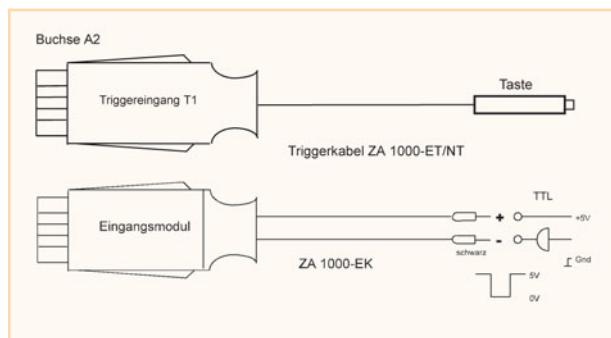 Buchse A2
Triggereingang T1
Taste
Triggerkabel ZA 1000-ET/NT
Eingangsmodul
TTL
+ +5V
schwarz - Gnd
ZA 1000-EK
5V
0V